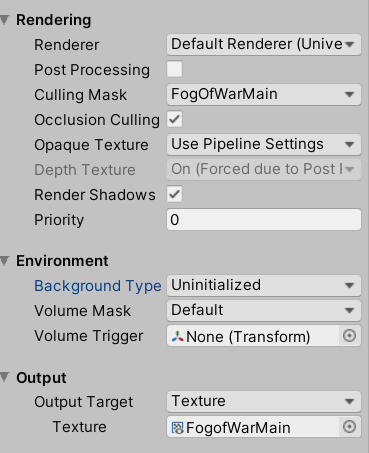 Rendering
Renderer Default Renderer (Unive
Post Processing
Culling Mask FogOfWarMain
Occlusion Culling
Opaque Texture Use Pipeline Settings
Depth Texture On (Forced due to Post
Render Shadows
Priority 0
Environment
Background Type Uninitialized
Volume Mask Default
Volume Trigger None (Transform)
Output
Output Target Texture
Texture FogofWarMain